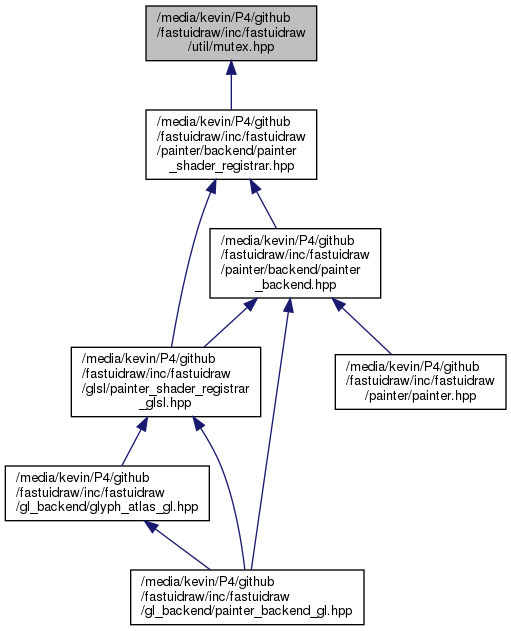 /media/kevin/P4/github
/fastuidraw/inc/fastuidraw
/util/mutex.hpp
/media/kevin/P4/github
/fastuidraw/inc/fastuidraw
/painter/backend/painter
_shader_registrar.hpp
/media/kevin/P4/github
/fastuidraw/inc/fastuidraw
/painter/backend/painter
_backend.hpp
/media/kevin/P4/github
/fastuidraw/inc/fastuidraw
/glsl/painter_shader_registrar
_glsl.hpp
/media/kevin/P4/github
/fastuidraw/inc/fastuidraw
/painter/painter.hpp
/media/kevin/P4/github
/fastuidraw/inc/fastuidraw
/gl_backend/glyph_atlas_gl.hpp
/media/kevin/P4/github
/fastuidraw/inc/fastuidraw
/gl_backend/painter_backend_gl.hpp